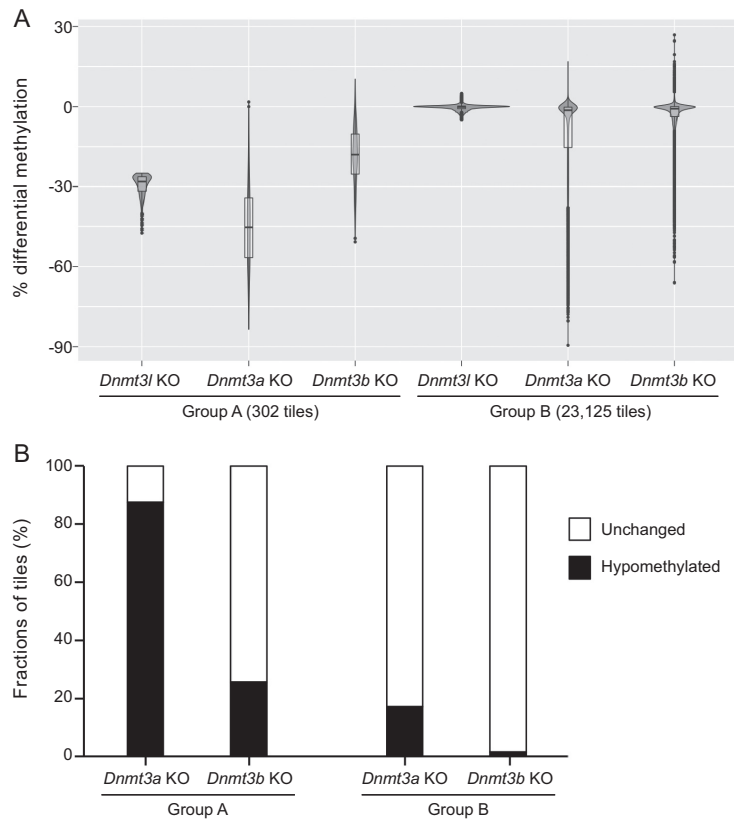 A
% differential methylation
30
0
-30
-60
-90
Dnmt3l KO Dnmt3a KO Dnmt3b KO Dnmt3l KO Dnmt3a KO Dnmt3b KO
Group A (302 tiles) Group B (23,125 tiles)
B
Fractions of tiles (%)
100
80
60
40
20
0
Unchanged
Hypomethylated
Dnmt3a KO Dnmt3b KO Dnmt3a KO Dnmt3b KO
Group A Group B